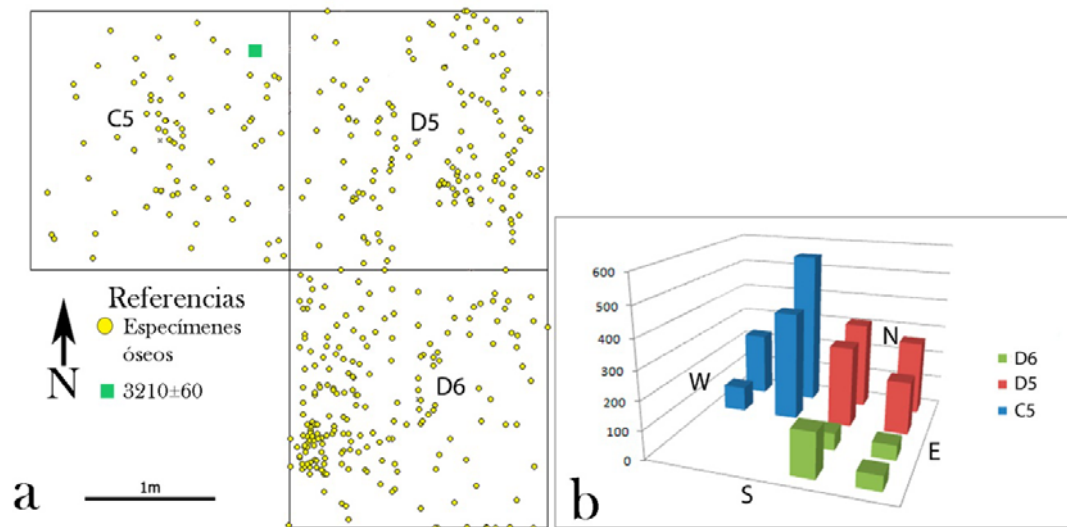 C5
D5
D6
Referencias
Especímenes
óseos
3210±60
N
a
1m
600
500
400
300
200
100
0
W
N
S
E
D6
D5
C5
b